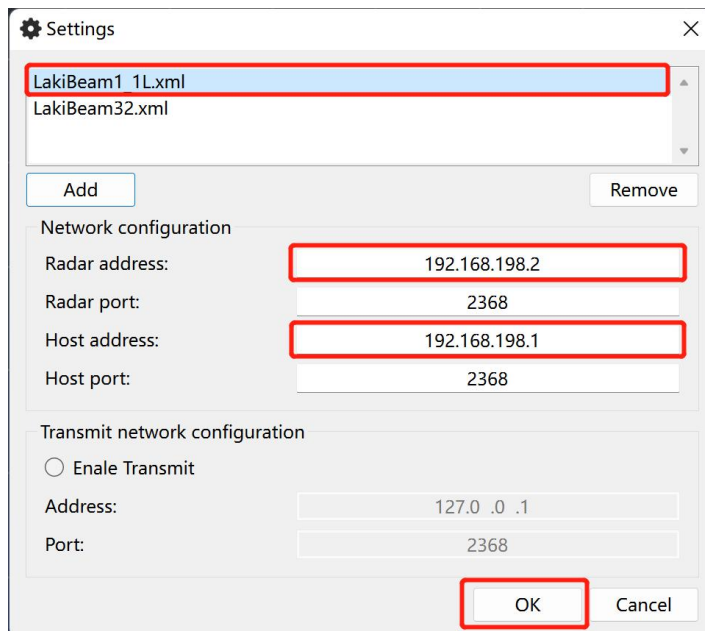 Settings
LakiBeam1_1L.xml
LakiBeam32.xml
Add Remove
Network configuration
Radar address: 192.168.198.2
Radar port: 2368
Host address: 192.168.198.1
Host port: 2368
Transmit network configuration
Enale Transmit
Address: 127.0 .0 .1
Port: 2368
OK Cancel